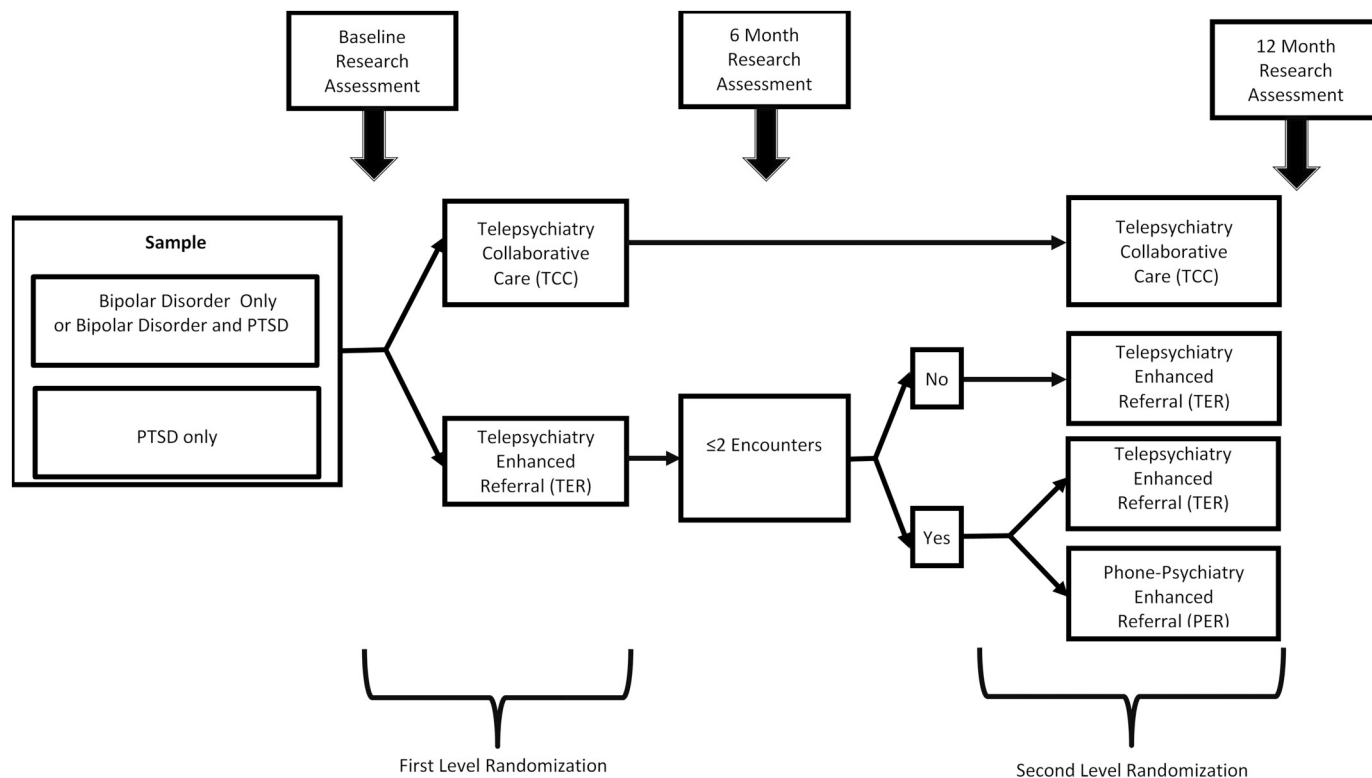 Baseline
Research
Assessment
6 Month
Research
Assessment
12 Month
Research
Assessment
Sample
Bipolar Disorder Only
or Bipolar Disorder and PTSD
PTSD only
Telepsychiatry
Collaborative
Care (TCC)
Telepsychiatry
Enhanced
Referral (TER)
≤2 Encounters
No
Yes
Telepsychiatry
Collaborative
Care (TCC)
Telepsychiatry
Enhanced
Referral (TER)
Telepsychiatry
Enhanced
Referral (TER)
Phone-Psychiatry
Enhanced
Referral (PER)
First Level Randomization
Second Level Randomization